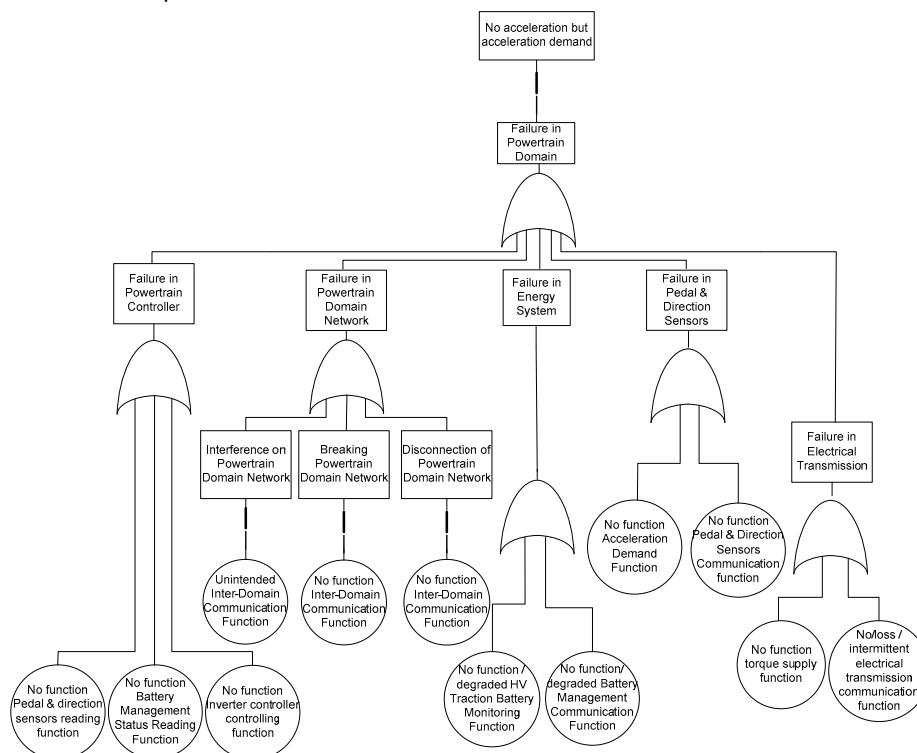 No acceleration but
acceleration demand
Failure in
Powertrain
Domain
Failure in
Powertrain
Controller
Failure in
Powertrain
Domain
Network
Failure in
Energy
System
Failure in
Pedal &
Direction
Sensors
Failure in
Electrical
Transmission
Interference on
Powertrain
Domain Network
Breaking
Powertrain
Domain Network
Disconnection of
Powertrain
Domain Network
Unintended
Inter-Domain
Communication
Function
No function
Inter-Domain
Communication
Function
No function
Inter-Domain
Communication
Function
No function
Acceleration
Demand
Function
No function
Pedal & Direction
Sensors
Communication
function
No function
Pedal & direction
sensors reading
function
No function
Battery
Management
Status Reading
Function
No function
Inverter controller
controlling
function
No function /
degraded HV
Traction Battery
Monitoring
Function
No function/
degraded Battery
Management
Communication
Function
No function
torque supply
function
No/loss /
intermittent
electrical
transmission
communication
function